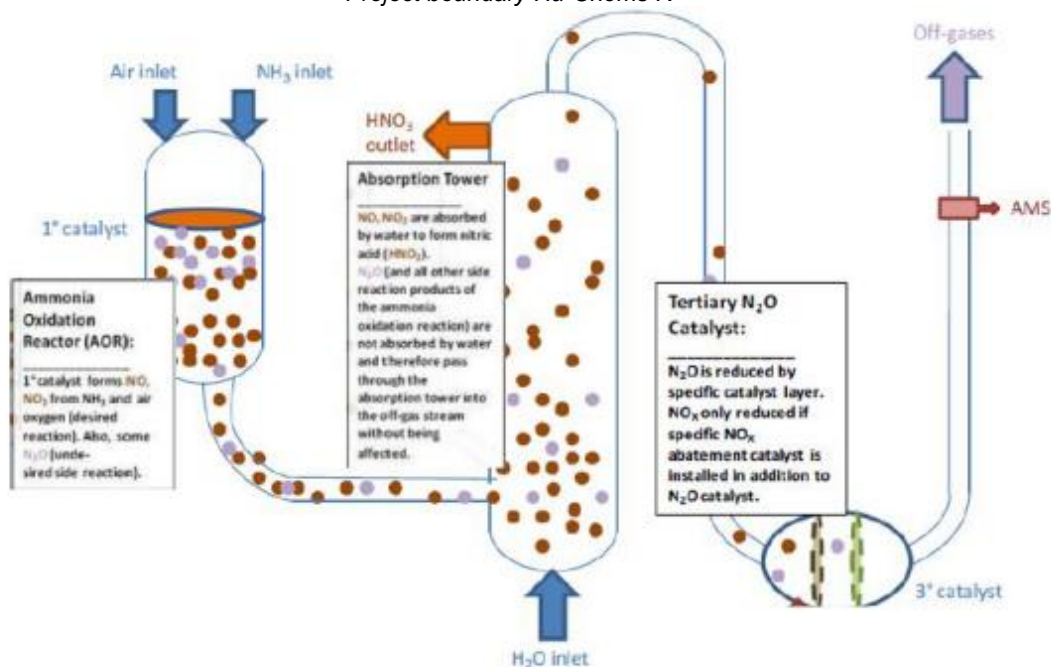 Project boundary
Air inlet
NH₃ inlet
Off-gases
HNO₃
outlet
AMS
1° catalyst
Absorption Tower
NO, NO₂ are absorbed
by water to form nitric
acid (HNO₃).
N₂O (and all other side
reaction products of
the ammonia
oxidation reaction) are
not absorbed by water
and therefore pass
through the
absorption tower into
the off-gas stream
without being
affected.
Ammonia
Oxidation
Reactor (AOR):
1° catalyst forms NO,
NO₂ from NH₃ and air
oxygen (desired
reaction). Also, some
N₂O (unde-
sired side reaction).
Tertiary N₂O
Catalyst:
N₂O is reduced by
specific catalyst layer.
NOₓ only reduced if
specific NOₓ
abatement catalyst is
installed in addition to
N₂O catalyst.
3° catalyst
H₂O inlet